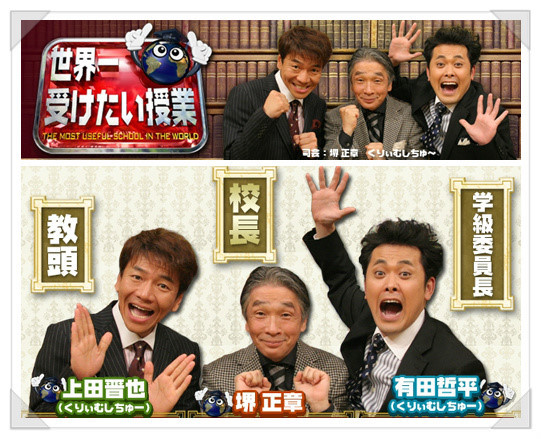 世界一
受けたい授業
THE MOST USEFUL SCHOOL IN THE WORLD
司会：堺 正章　くりぃむしちゅ～
教頭
校長
学級委員長
上田晋也
(くりぃむしちゅー)
堺 正章
有田哲平
(くりぃむしちゅー)